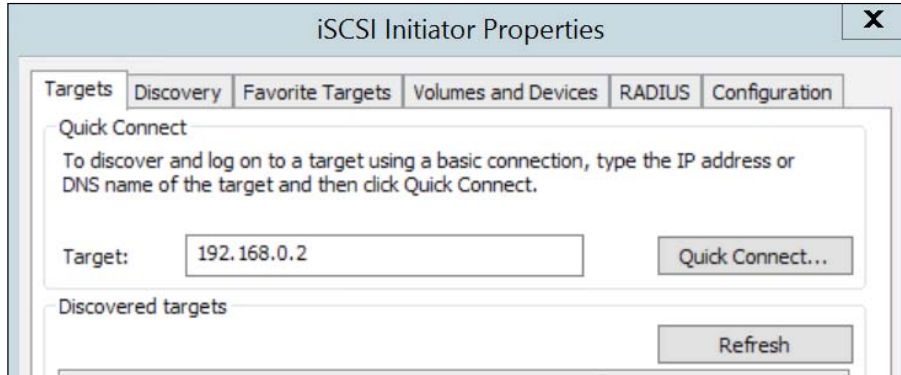 iSCSI Initiator Properties
X
Targets Discovery Favorite Targets Volumes and Devices RADIUS Configuration
Quick Connect
To discover and log on to a target using a basic connection, type the IP address or
DNS name of the target and then click Quick Connect.
Target: 192.168.0.2 Quick Connect...
Discovered targets
Refresh